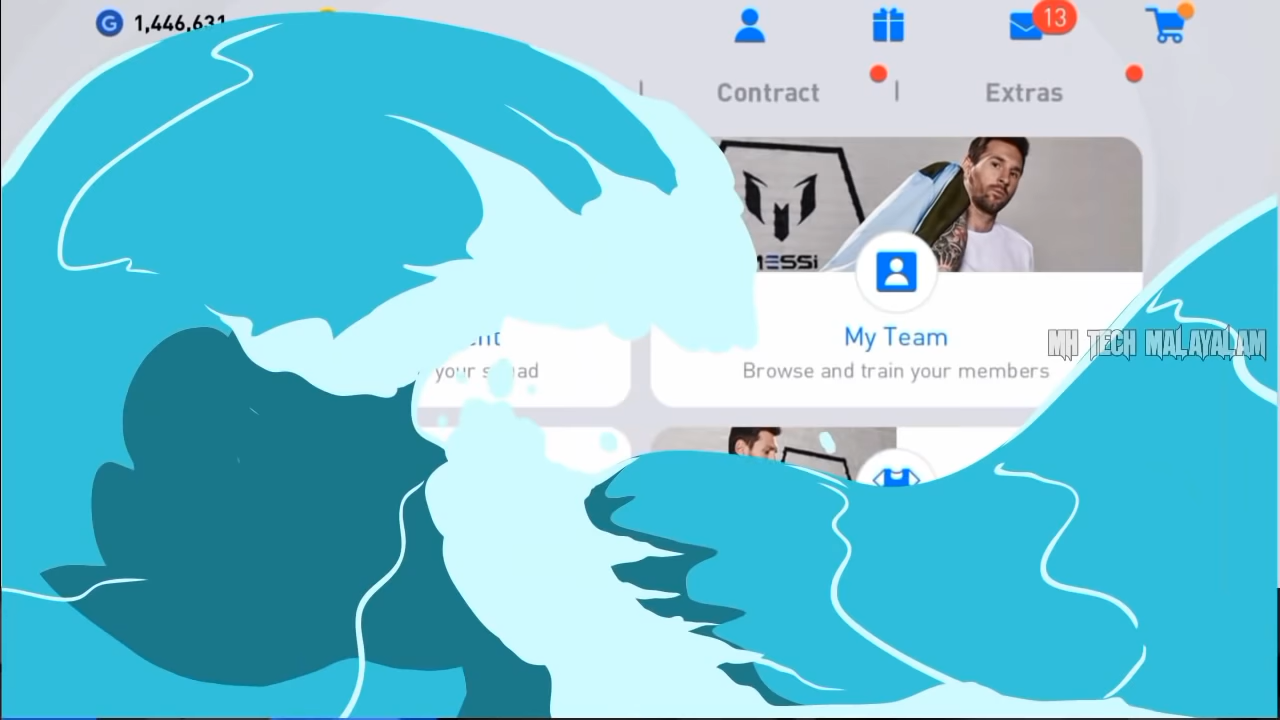 1,446,631
13
Contract
Extras
MESSi
My Team
Browse and train your members
MH TECH MALAYALAM